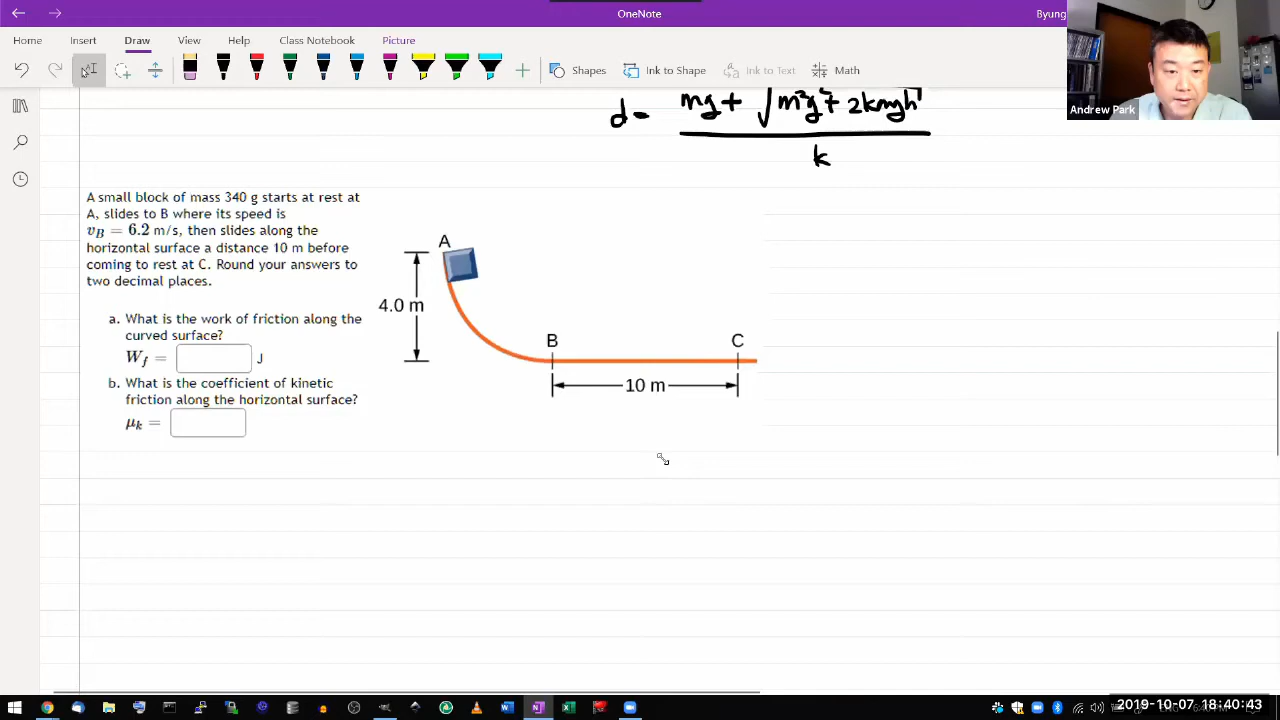 OneNote
Byung
Home
Insert
Draw
View
Help
Class Notebook
Picture
Shapes
Ink to Shape
Ink to Text
Math
Andrew Park
d = mg + √m²g² + 2kmgh
k
A small block of mass 340 g starts at rest at
A, slides to B where its speed is
v_B = 6.2 m/s, then slides along the
horizontal surface a distance 10 m before
coming to rest at C. Round your answers to
two decimal places.
a. What is the work of friction along the
curved surface?
W_f = J
b. What is the coefficient of kinetic
friction along the horizontal surface?
μ_k =
A
4.0 m
B
C
10 m
2019-10-07 18:40:43